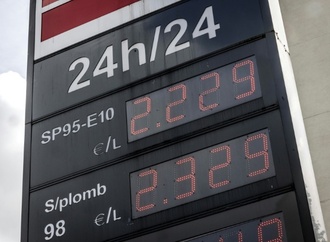 24h/24
SP95-E10 2.229
€/L
S/plomb 2.329
98 €/L